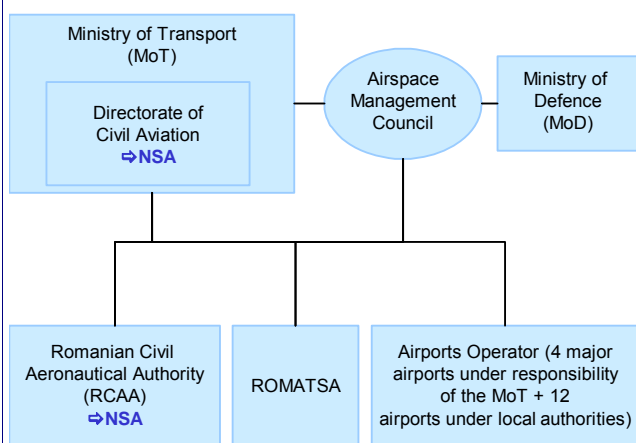 Ministry of Transport
(MoT)
Directorate of
Civil Aviation
⇨NSA
Airspace
Management
Council
Ministry of
Defence
(MoD)
Romanian Civil
Aeronautical Authority
(RCAA)
⇨NSA
ROMATSA
Airports Operator (4 major
airports under responsibility
of the MoT + 12
airports under local authorities)